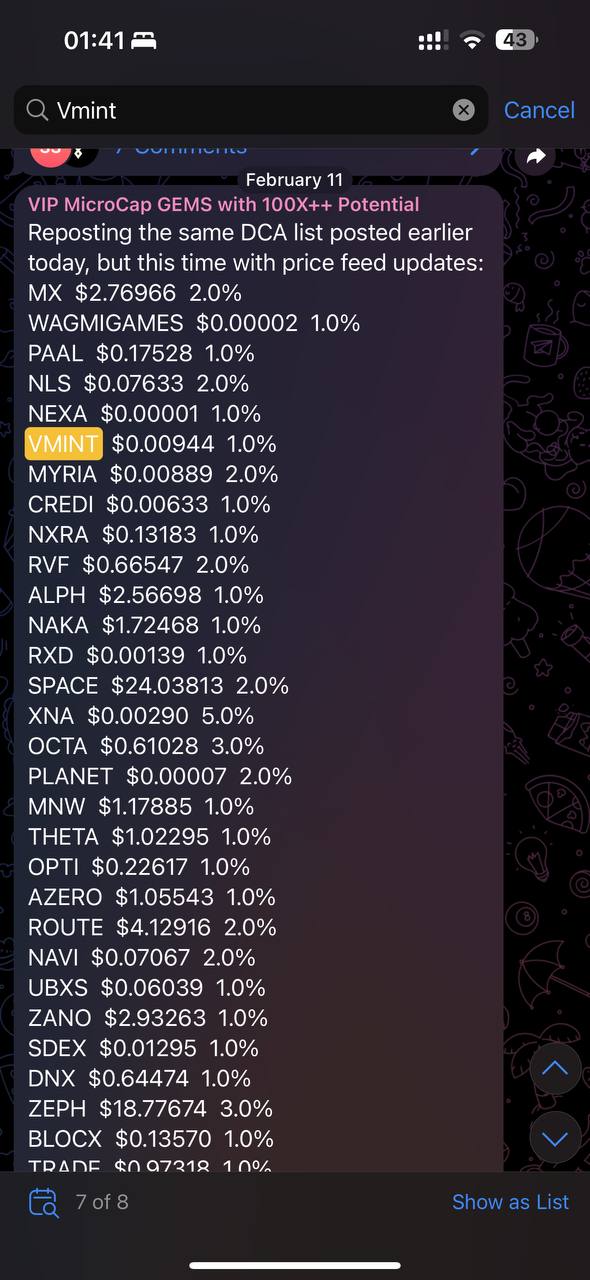 01:41
43
Vmint
Cancel
7 Comments
February 11
VIP MicroCap GEMS with 100X++ Potential
Reposting the same DCA list posted earlier
today, but this time with price feed updates:
MX $2.76966 2.0%
WAGMIGAMES $0.00002 1.0%
PAAL $0.17528 1.0%
NLS $0.07633 2.0%
NEXA $0.00001 1.0%
VMINT $0.00944 1.0%
MYRIA $0.00889 2.0%
CREDI $0.00633 1.0%
NXRA $0.13183 1.0%
RVF $0.66547 2.0%
ALPH $2.56698 1.0%
NAKA $1.72468 1.0%
RXD $0.00139 1.0%
SPACE $24.03813 2.0%
XNA $0.00290 5.0%
OCTA $0.61028 3.0%
PLANET $0.00007 2.0%
MNW $1.17885 1.0%
THETA $1.02295 1.0%
OPTI $0.22617 1.0%
AZERO $1.05543 1.0%
ROUTE $4.12916 2.0%
NAVI $0.07067 2.0%
UBXS $0.06039 1.0%
ZANO $2.93263 1.0%
SDEX $0.01295 1.0%
DNX $0.64474 1.0%
ZEPH $18.77674 3.0%
BLOCX $0.13570 1.0%
TRADE $0.97318 1.0%
7 of 8
Show as List